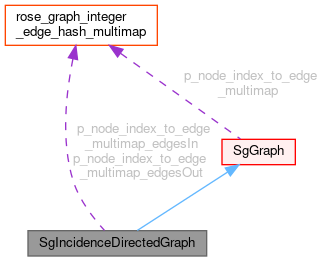 rose_graph_integer
_edge_hash_multimap
p_node_index_to_edge
_multimap
p_node_index_to_edge
_multimap_edgesIn
p_node_index_to_edge
_multimap_edgesOut
SgGraph
SgIncidenceDirectedGraph